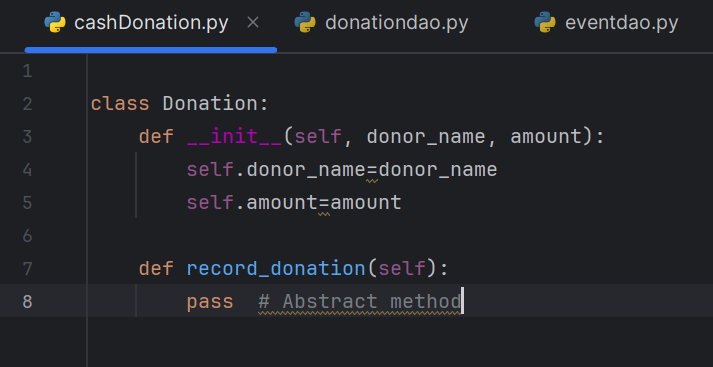 cashDonation.py × donationdao.py eventdao.py
1
2 class Donation:
3     def __init__(self, donor_name, amount):
4         self.donor_name=donor_name
5         self.amount=amount
6
7     def record_donation(self):
8         pass  # Abstract method